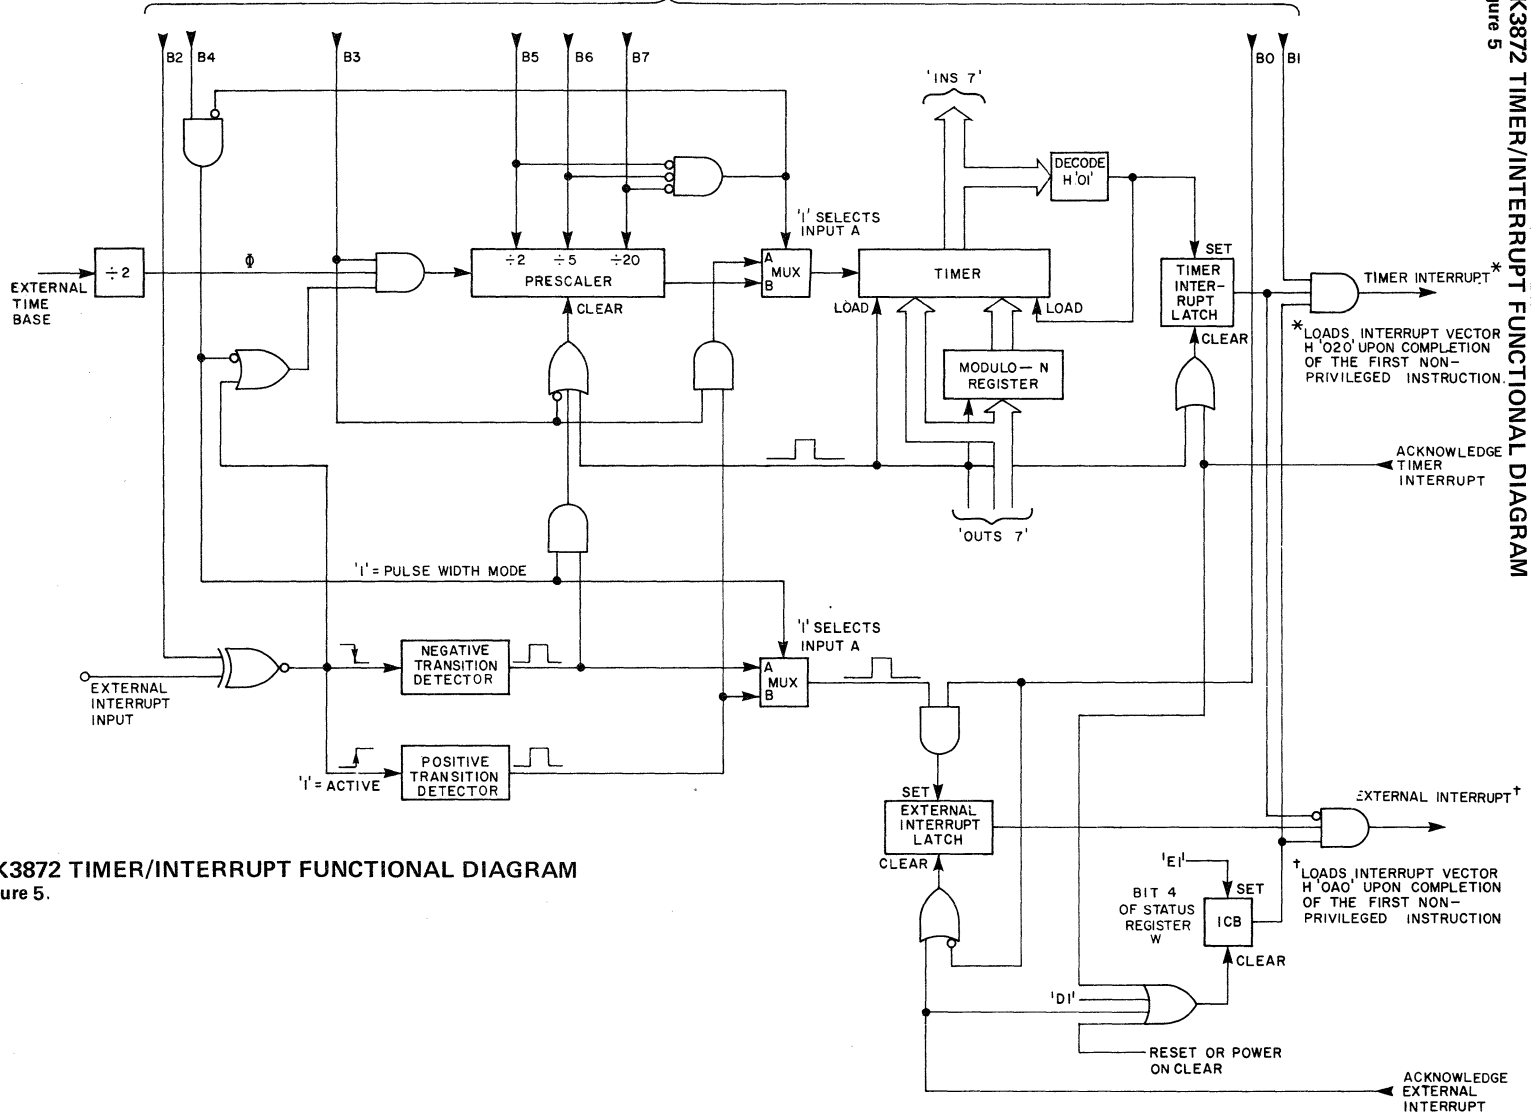 B2
B4
B3
B5
B6
B7
B0
B1
'INS 7'
DECODE
H'01'
'1' SELECTS
INPUT A
÷2
Φ
÷2
÷5
÷20
PRESCALER
A
MUX
B
TIMER
SET
TIMER
INTER-
RUPT
LATCH
TIMER INTERRUPT*
EXTERNAL
TIME
BASE
CLEAR
LOAD
LOAD
CLEAR
*LOADS INTERRUPT VECTOR
H'020' UPON COMPLETION
OF THE FIRST NON-
PRIVILEGED INSTRUCTION.
MODULO-N
REGISTER
ACKNOWLEDGE
TIMER
INTERRUPT
'OUTS 7'
'1' = PULSE WIDTH MODE
'1' SELECTS
INPUT A
NEGATIVE
TRANSITION
DETECTOR
A
MUX
B
EXTERNAL
INTERRUPT
INPUT
POSITIVE
TRANSITION
DETECTOR
'1' = ACTIVE
SET
EXTERNAL
INTERRUPT
LATCH
CLEAR
EXTERNAL INTERRUPT†
'EI'
SET
BIT 4
OF STATUS
REGISTER
W
ICB
CLEAR
†LOADS INTERRUPT VECTOR
H'0A0' UPON COMPLETION
OF THE FIRST NON-
PRIVILEGED INSTRUCTION
'DI'
RESET OR POWER
ON CLEAR
ACKNOWLEDGE
EXTERNAL
INTERRUPT
K3872 TIMER/INTERRUPT FUNCTIONAL DIAGRAM
ure 5.
K3872 TIMER/INTERRUPT FUNCTIONAL DIAGRAM
gure 5